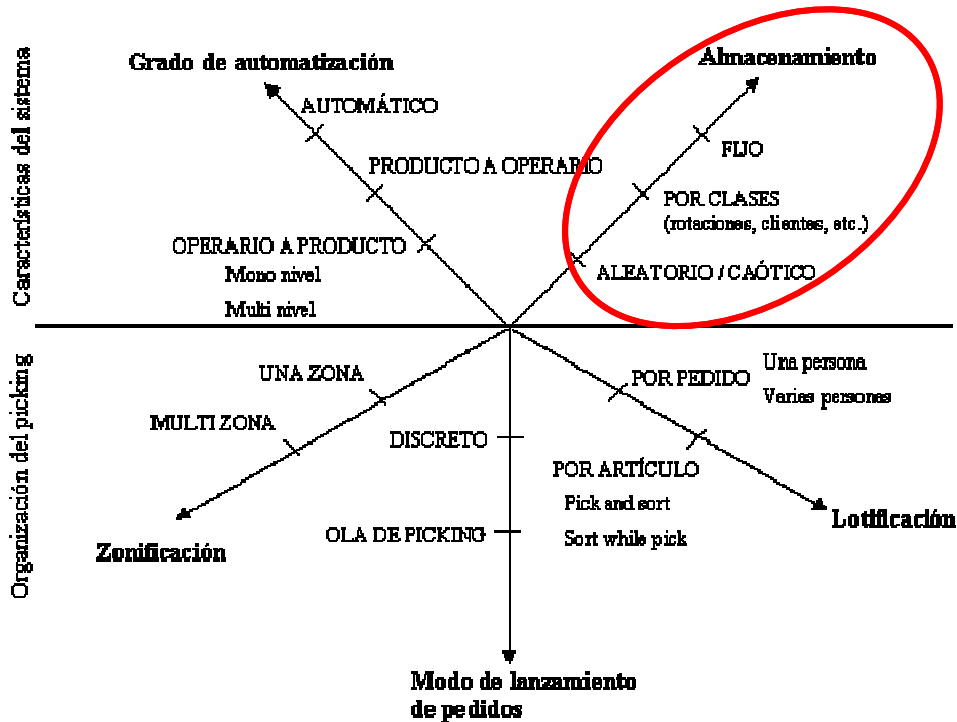 Características del sistema
Grado de automatización
AUTOMÁTICO
PRODUCTO A OPERARIO
OPERARIO A PRODUCTO
Mono nivel
Multi nivel
Almacenamiento
FIJO
POR CLASES
(rotaciones, clientes, etc.)
ALEATORIO / CAÓTICO
Organización del picking
UNA ZONA
MULTI ZONA
Zonificación
DISCRETO
OLA DE PICKING
Modo de lanzamiento
de pedidos
POR PEDIDO
Una persona
Varias personas
POR ARTÍCULO
Pick and sort
Sort while pick
Lotificación